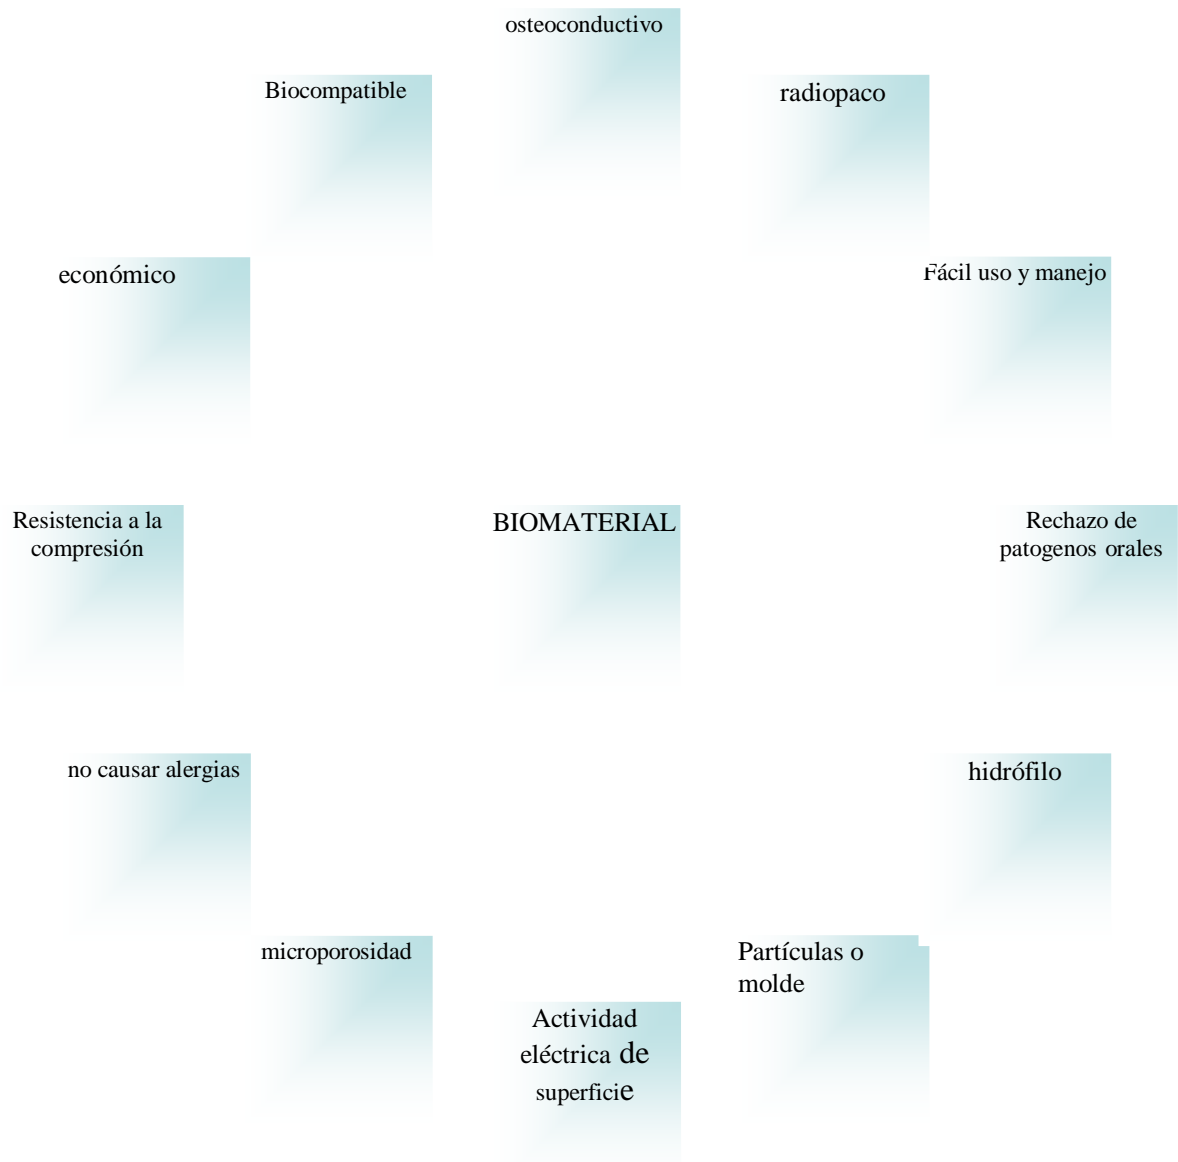 osteoconductivo
Biocompatible
radiopaco
económico
Fácil uso y manejo
Resistencia a la
compresión
BIOMATERIAL
Rechazo de
patogenos orales
no causar alergias
hidrófilo
microporosidad
Partículas o
molde
Actividad
eléctrica de
superficie